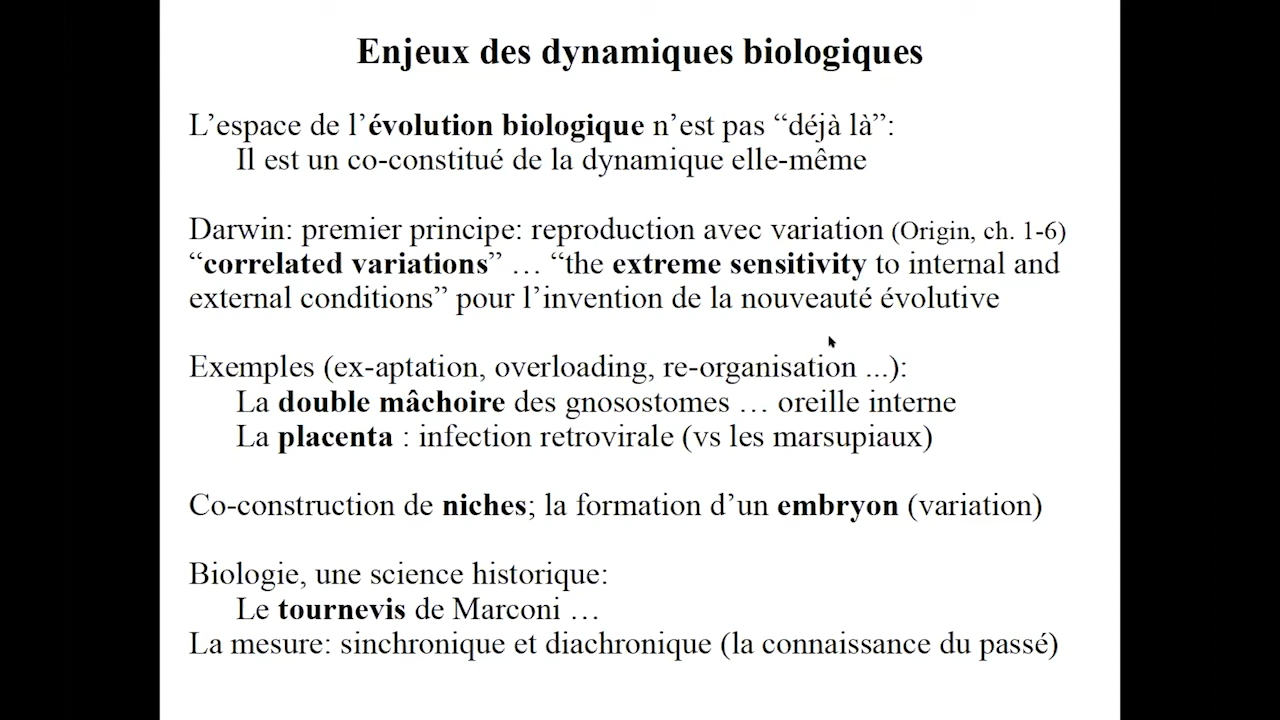 Enjeux des dynamiques biologiques
L’espace de l’évolution biologique n’est pas “déjà là”:
Il est un co-constitué de la dynamique elle-même
Darwin: premier principe: reproduction avec variation (Origin, ch. 1-6)
“correlated variations” … “the extreme sensitivity to internal and
external conditions” pour l’invention de la nouveauté évolutive
Exemples (ex-aptation, overloading, re-organisation ...):
La double mâchoire des gnosostomes … oreille interne
La placenta : infection retrovirale (vs les marsupiaux)
Co-construction de niches; la formation d’un embryon (variation)
Biologie, une science historique:
Le tournevis de Marconi …
La mesure: sinchronique et diachronique (la connaissance du passé)